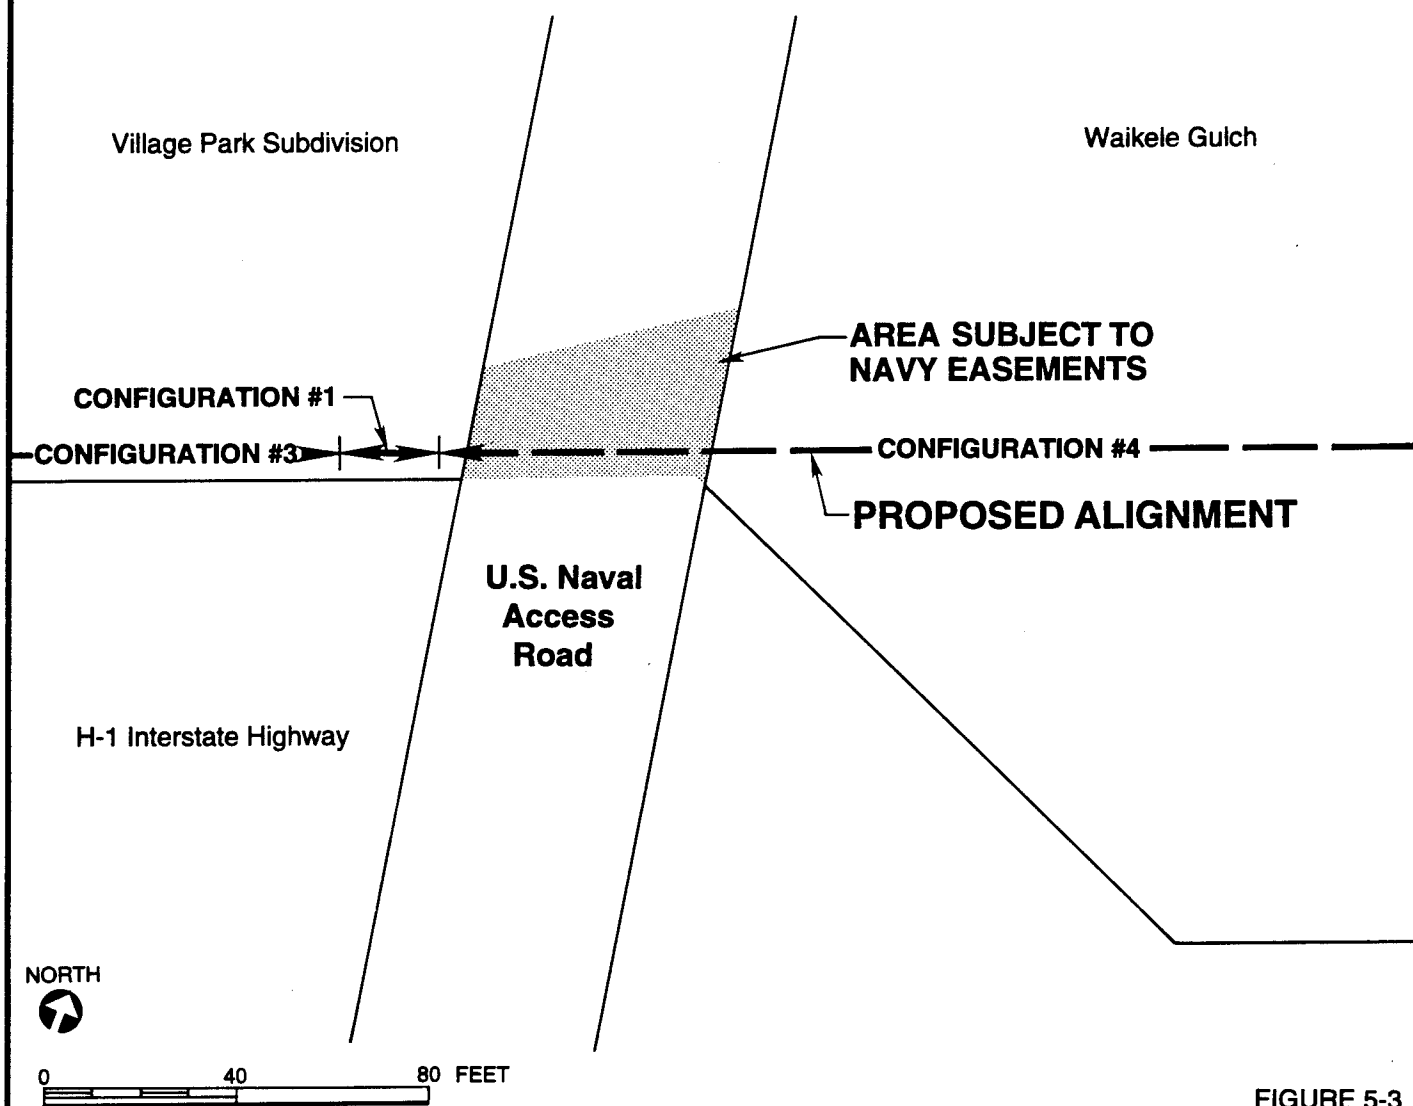 Village Park Subdivision
Waikele Gulch
AREA SUBJECT TO
NAVY EASEMENTS
CONFIGURATION #1
CONFIGURATION #3
CONFIGURATION #4
PROPOSED ALIGNMENT
U.S. Naval
Access
Road
H-1 Interstate Highway
NORTH
0 40 80 FEET
FIGURE 5-3